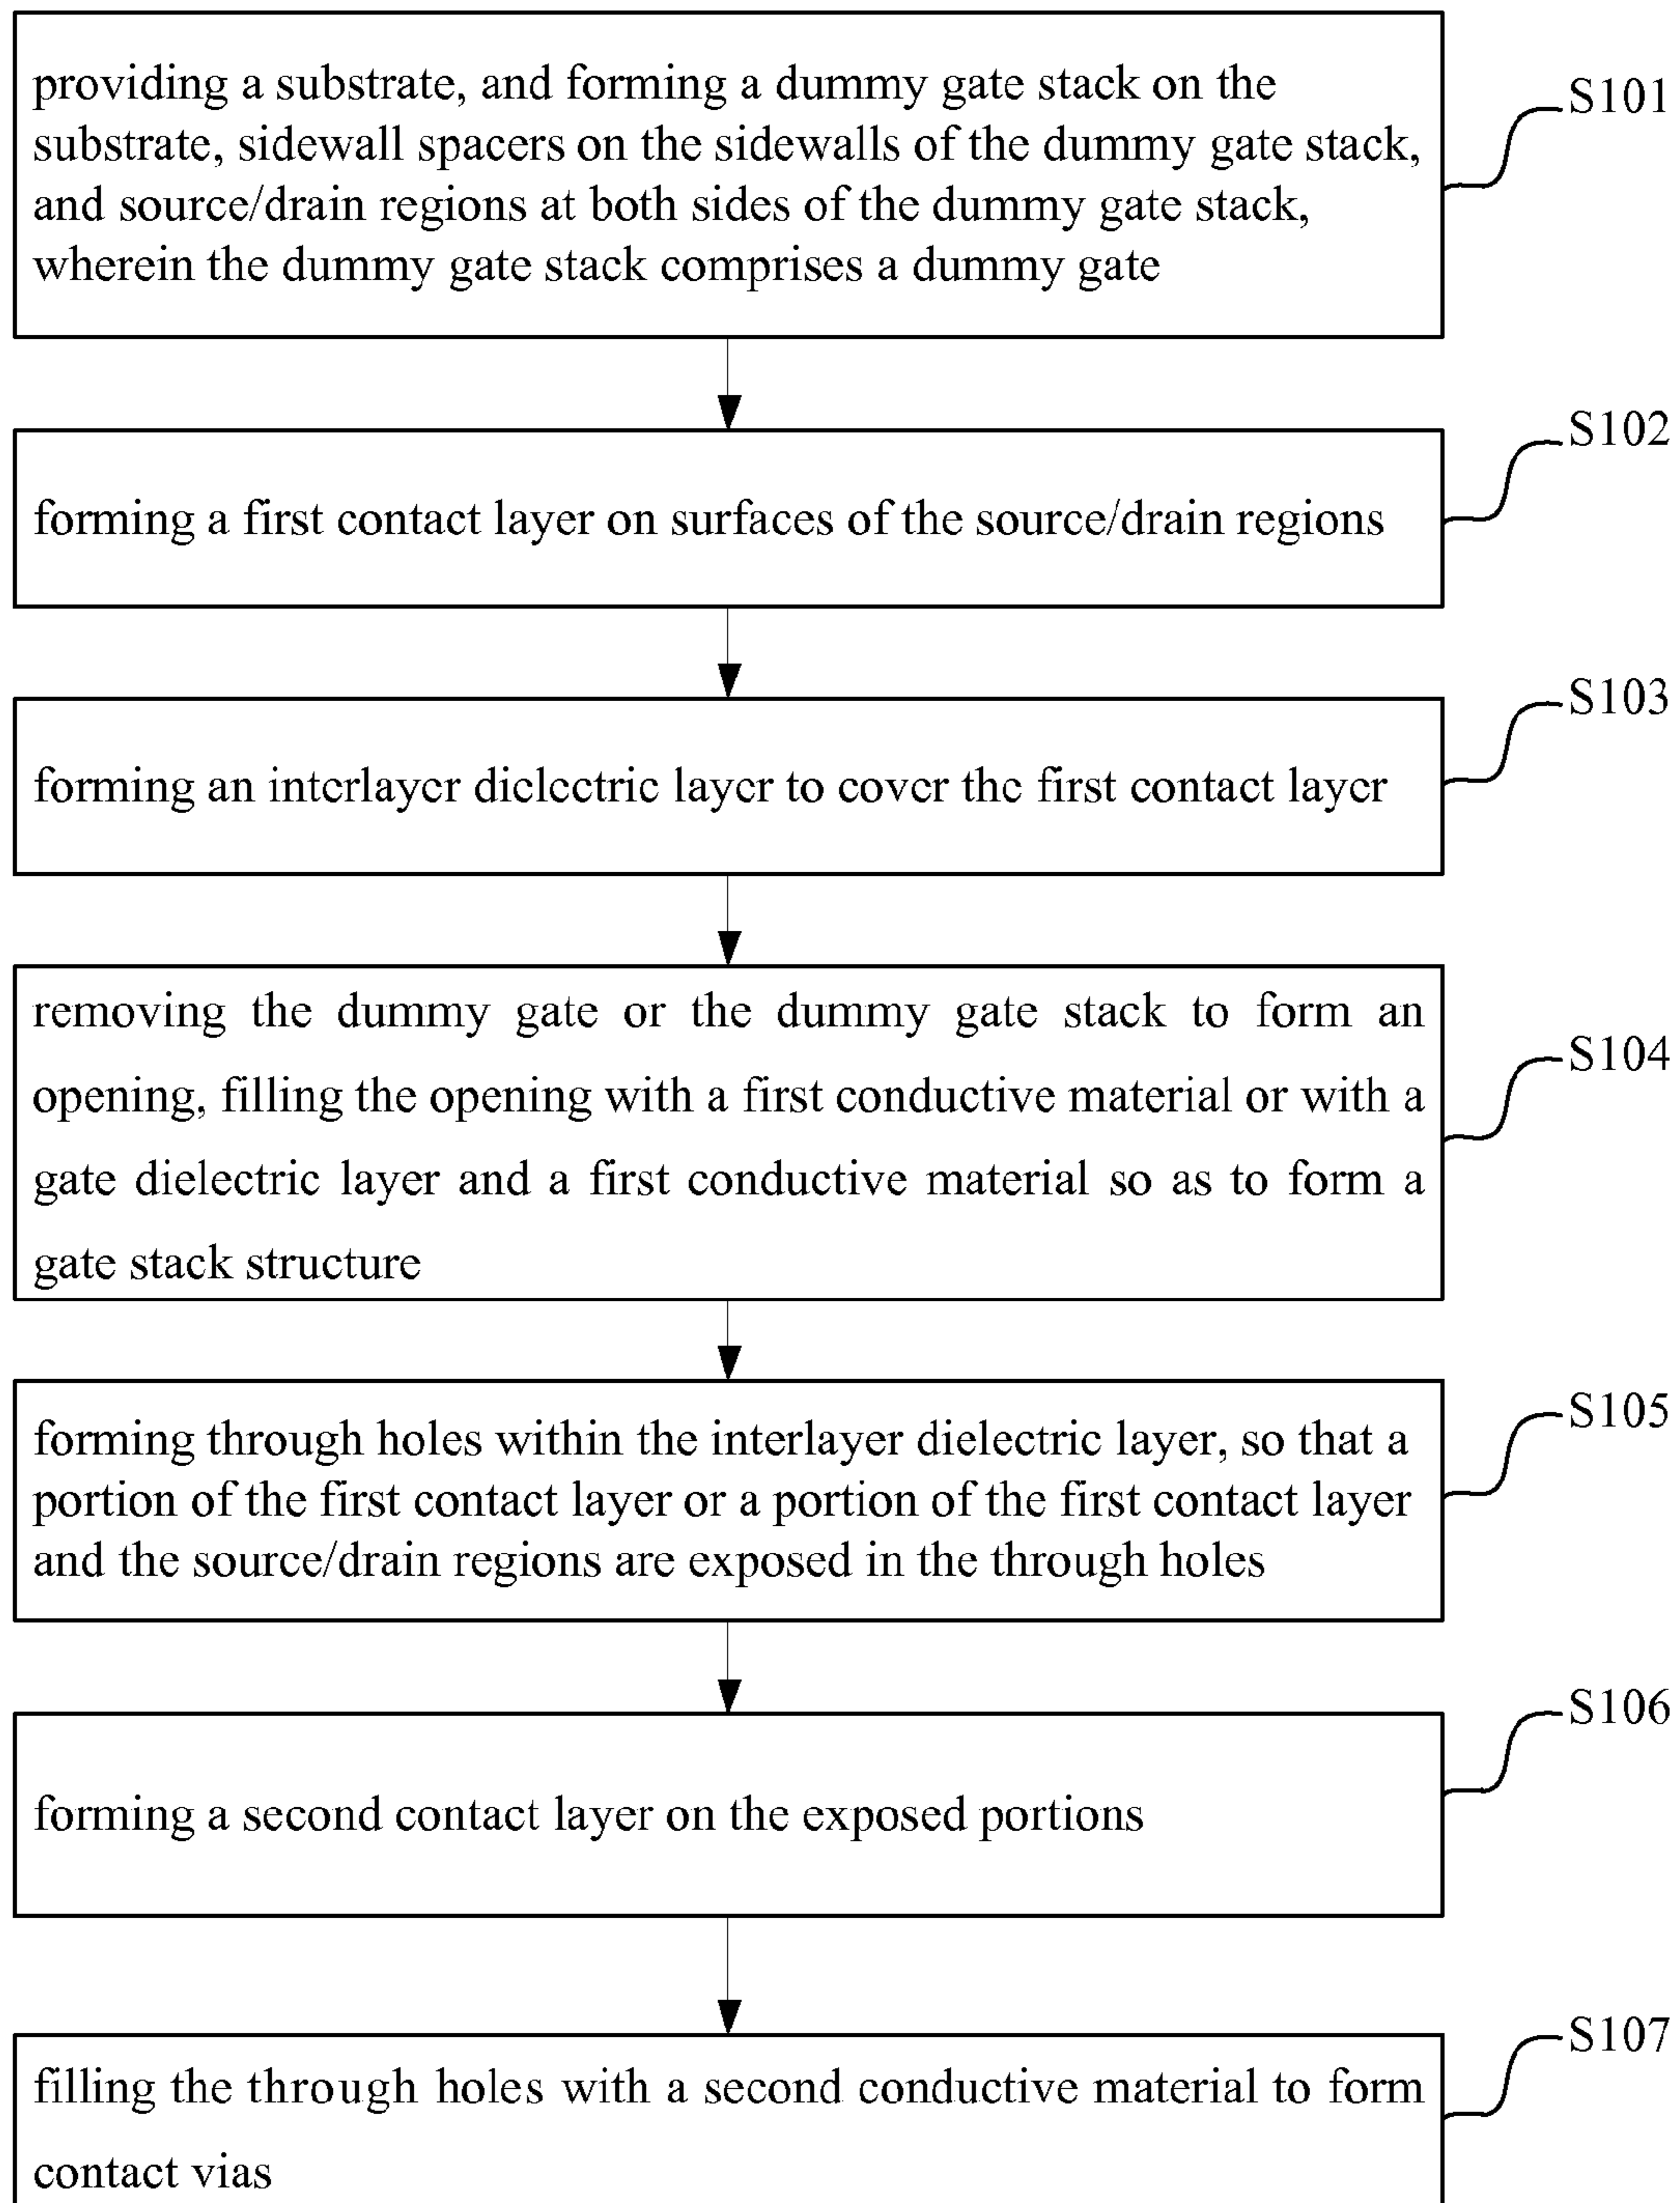 providing a substrate, and forming a dummy gate stack on the
substrate, sidewall spacers on the sidewalls of the dummy gate stack,
and source/drain regions at both sides of the dummy gate stack,
wherein the dummy gate stack comprises a dummy gate
S101
forming a first contact layer on surfaces of the source/drain regions
S102
forming an interlayer dielectric layer to cover the first contact layer
S103
removing the dummy gate or the dummy gate stack to form an
opening, filling the opening with a first conductive material or with a
gate dielectric layer and a first conductive material so as to form a
gate stack structure
S104
forming through holes within the interlayer dielectric layer, so that a
portion of the first contact layer or a portion of the first contact layer
and the source/drain regions are exposed in the through holes
S105
forming a second contact layer on the exposed portions
S106
filling the through holes with a second conductive material to form
contact vias
S107